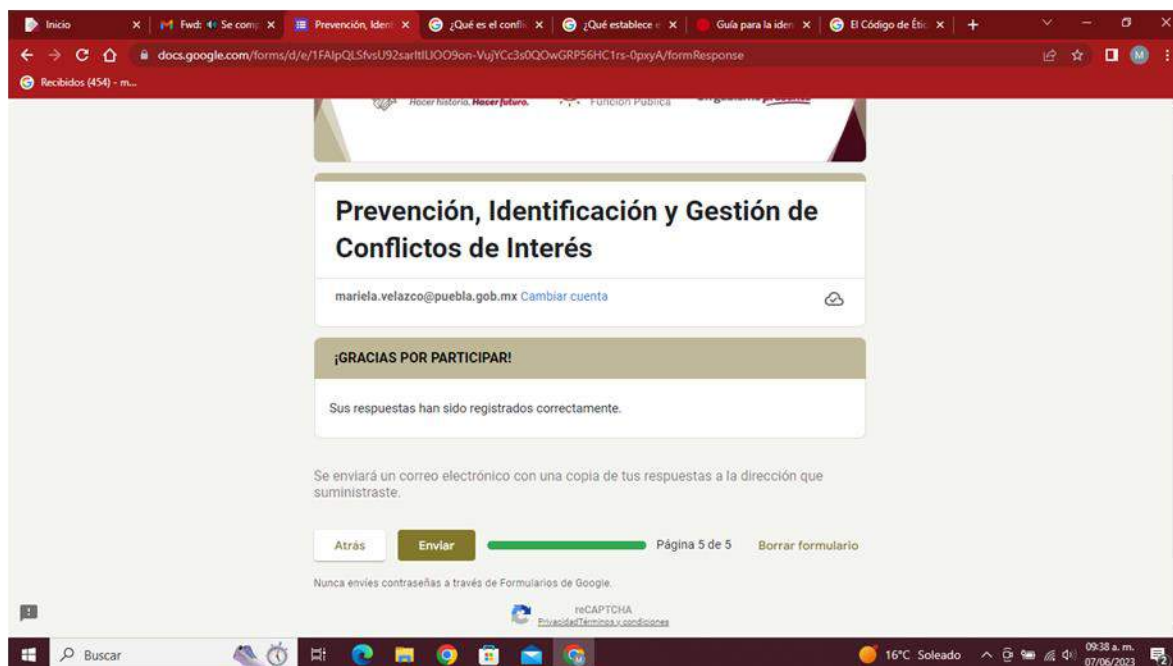 Inicio
Fwd: Se comp
Prevención, Iden
¿Qué es el confli
¿Qué establece e
Guía para la iden
El Código de Étic
docs.google.com/forms/d/e/1FAIpQLSfvsU92sarItlLlOO9on-VujYCc3s0QOwGRP56HC1rs-0pxyA/formResponse
M
Recibidos (454) - m...
Hacer historia. Hacer futuro.
Función Pública
Prevención, Identificación y Gestión de
Conflictos de Interés
mariela.velazco@puebla.gob.mx Cambiar cuenta
¡GRACIAS POR PARTICIPAR!
Sus respuestas han sido registrados correctamente.
Se enviará un correo electrónico con una copia de tus respuestas a la dirección que
suministraste.
Atrás Enviar Página 5 de 5 Borrar formulario
Nunca envíes contraseñas a través de Formularios de Google.
reCAPTCHA
PrivacidadTérminos y condiciones
Buscar
16°C Soleado
09:38 a. m.
07/06/2023